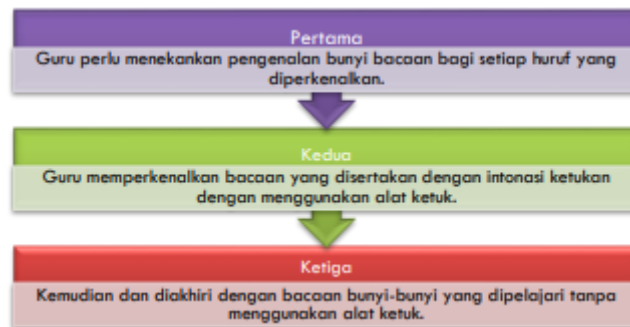 Pertama
Guru perlu menekankan pengenalan bunyi bacaan bagi setiap huruf yang
diperkenalkan.
Kedua
Guru memperkenalkan bacaan yang disertakan dengan intonasi ketukan
dengan menggunakan alat ketuk.
Ketiga
Kemudian dan diakhiri dengan bacaan bunyi-bunyi yang dipelajari tanpa
menggunakan alat ketuk.